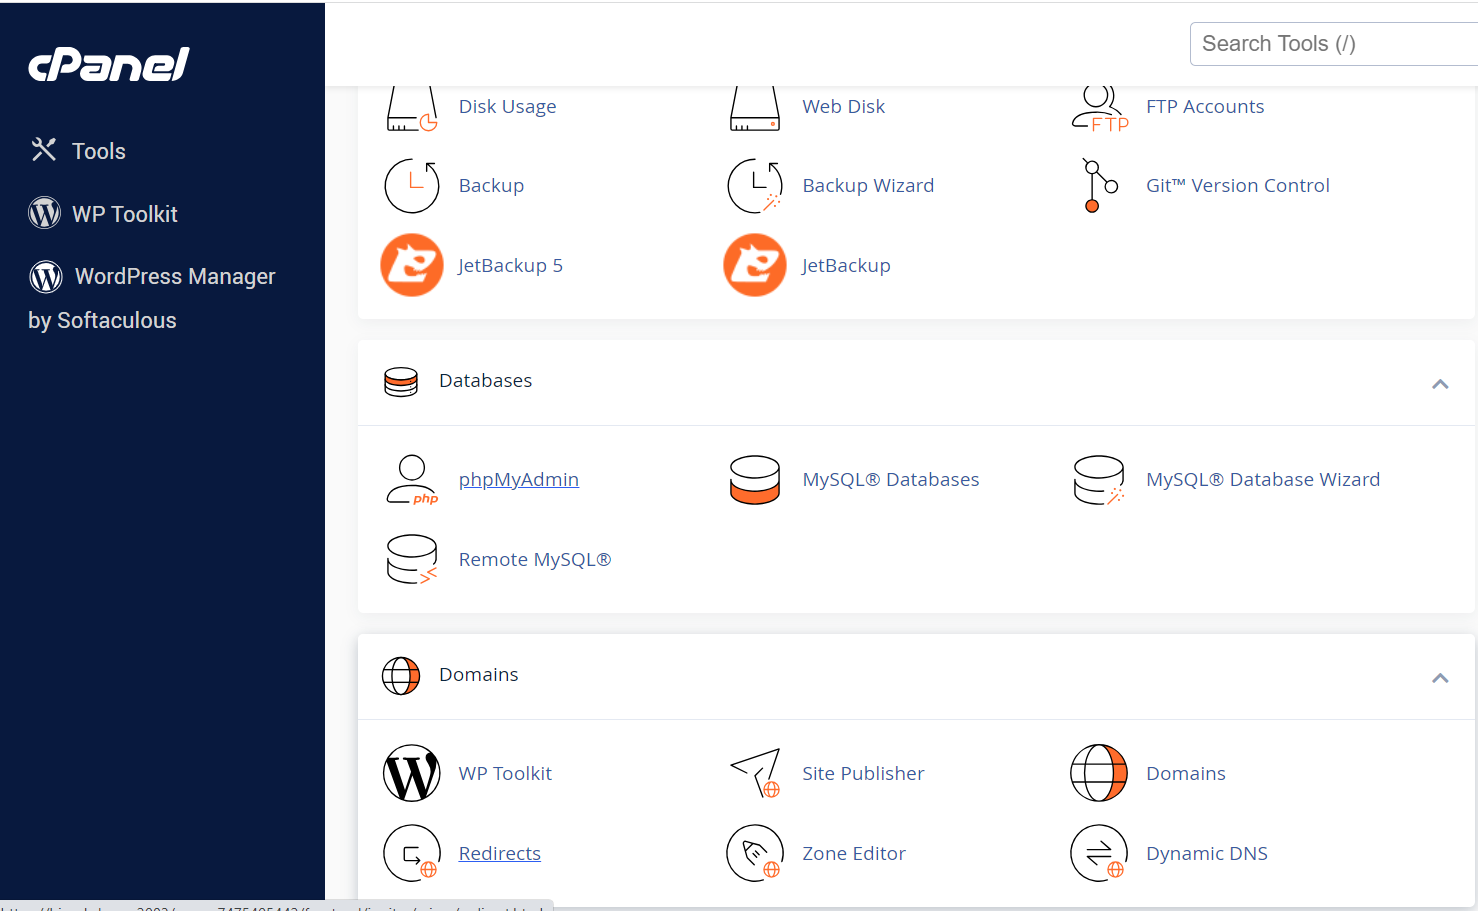 cPanel
Search Tools (/)
Tools
WP Toolkit
WordPress Manager
by Softaculous
Disk Usage
Web Disk
FTP
FTP Accounts
Backup
Backup Wizard
Git™ Version Control
JetBackup 5
JetBackup
Databases
php
phpMyAdmin
MySQL® Databases
MySQL® Database Wizard
Remote MySQL®
Domains
WP Toolkit
Site Publisher
Domains
Redirects
Zone Editor
Dynamic DNS